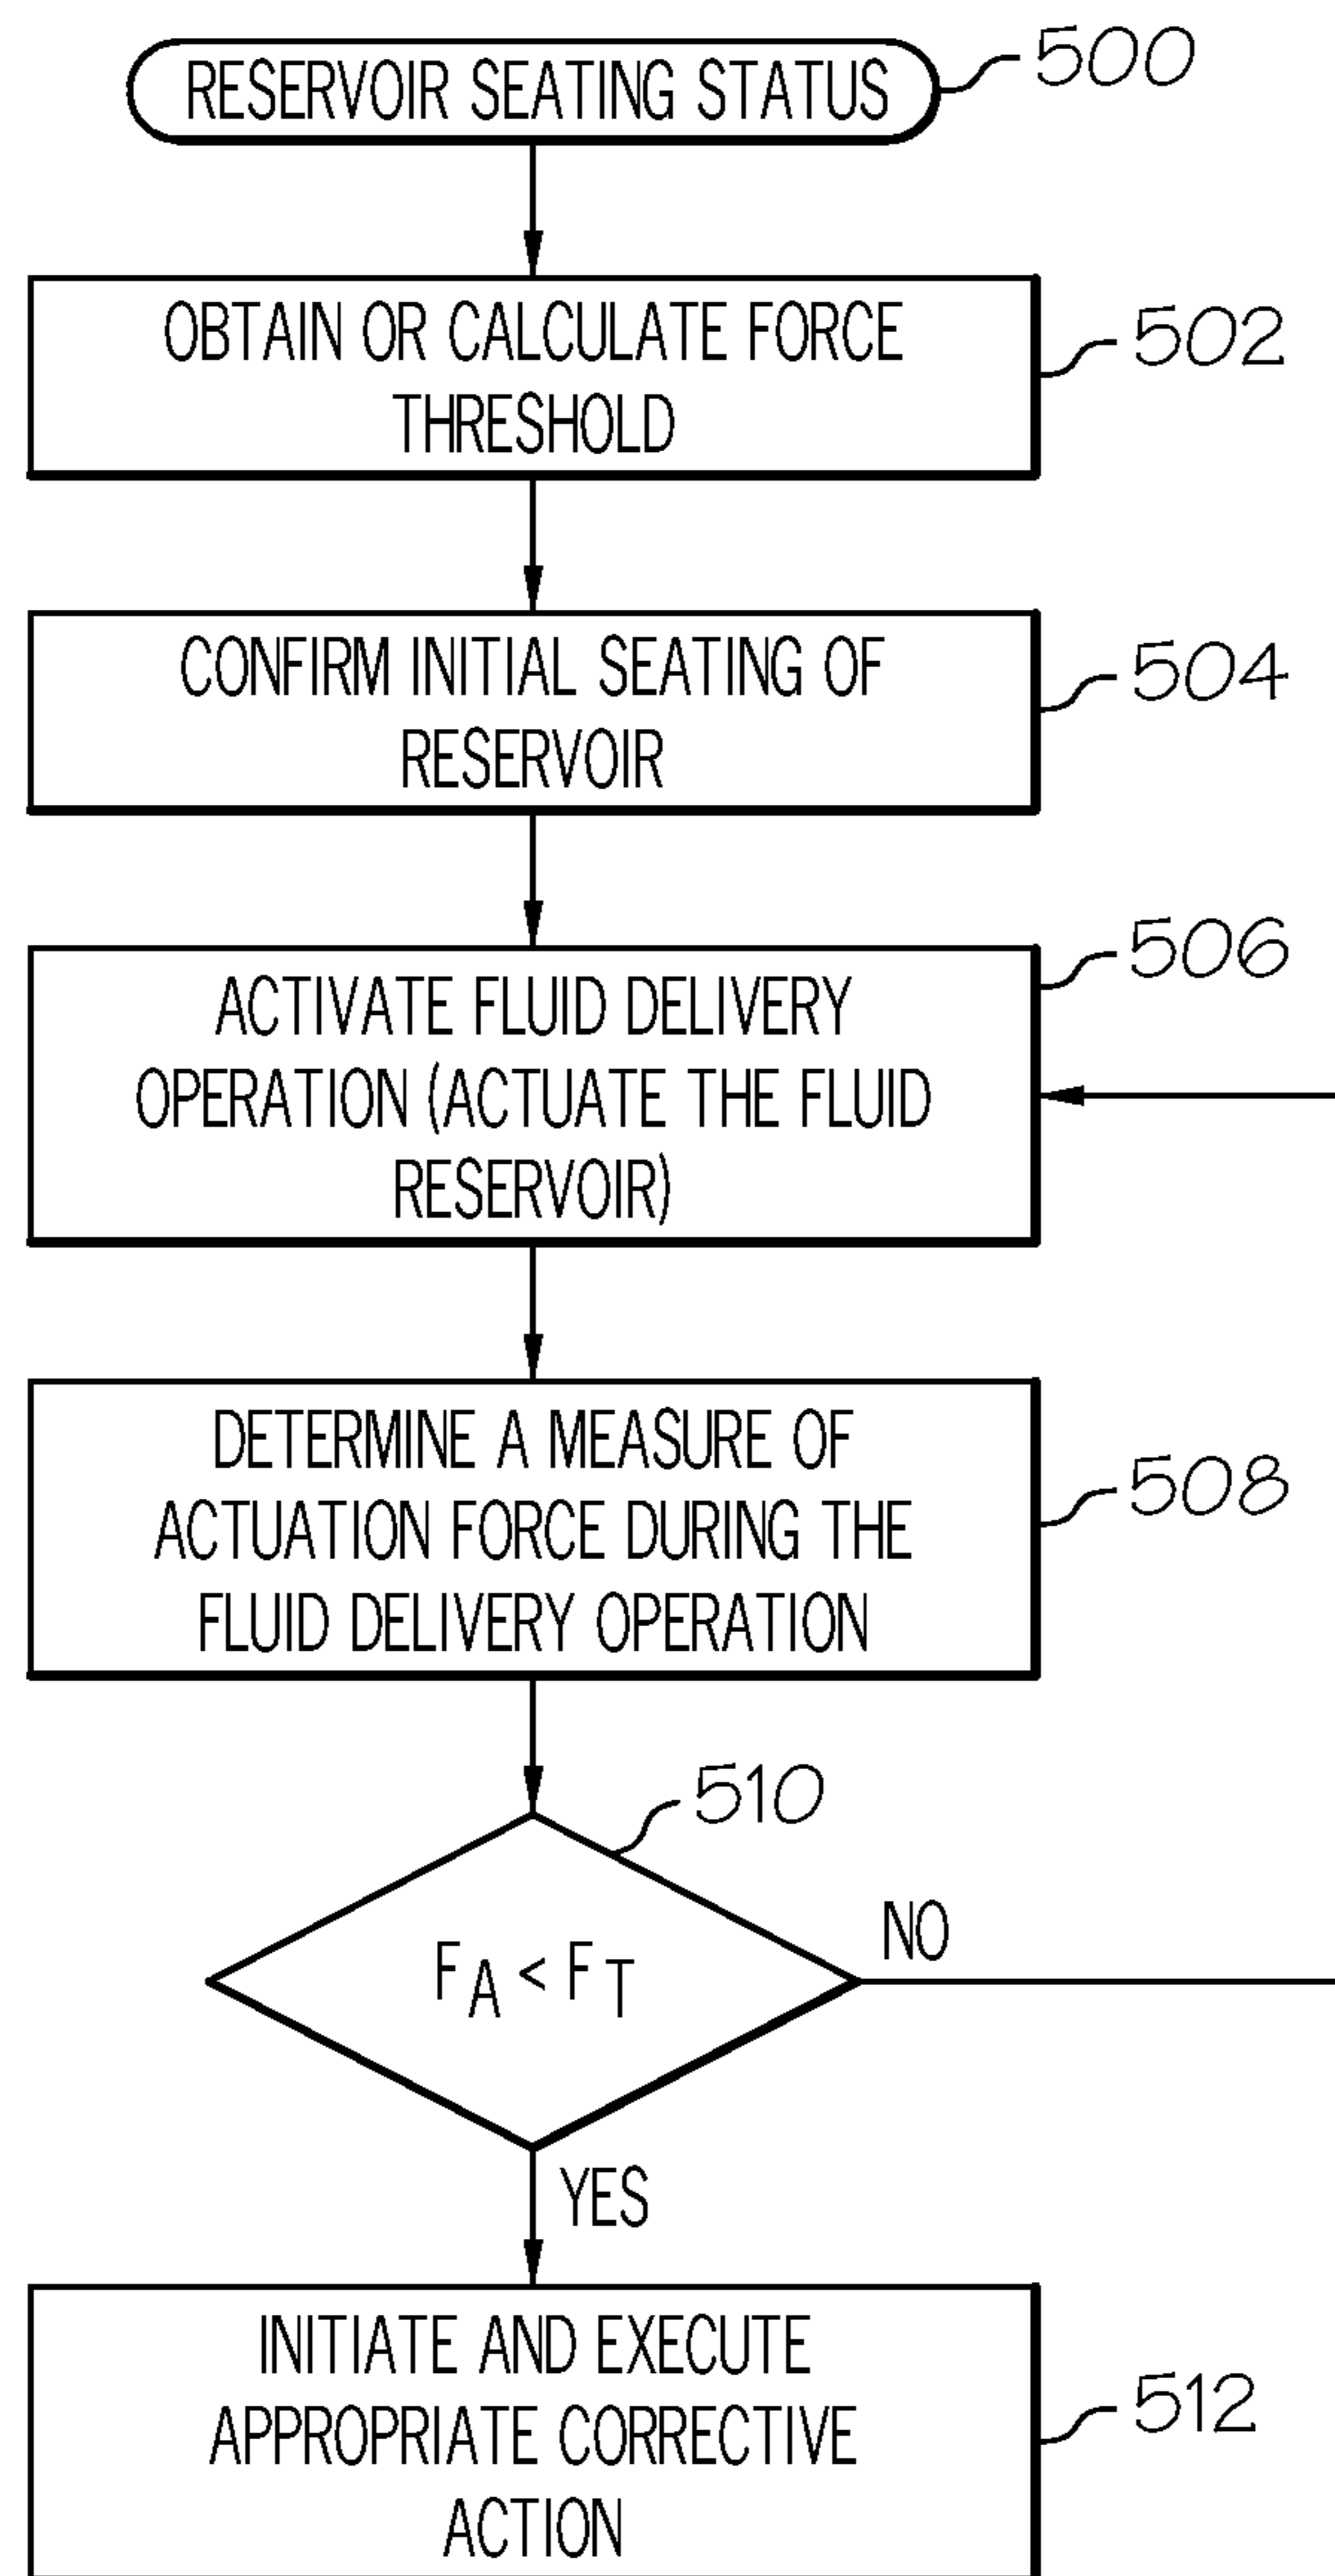 RESERVOIR SEATING STATUS
500
OBTAIN OR CALCULATE FORCE
THRESHOLD
502
CONFIRM INITIAL SEATING OF
RESERVOIR
504
506
ACTIVATE FLUID DELIVERY
OPERATION (ACTUATE THE FLUID
RESERVOIR)
DETERMINE A MEASURE OF
ACTUATION FORCE DURING THE
FLUID DELIVERY OPERATION
508
510
FA < FT
NO
YES
INITIATE AND EXECUTE
APPROPRIATE CORRECTIVE
ACTION
512